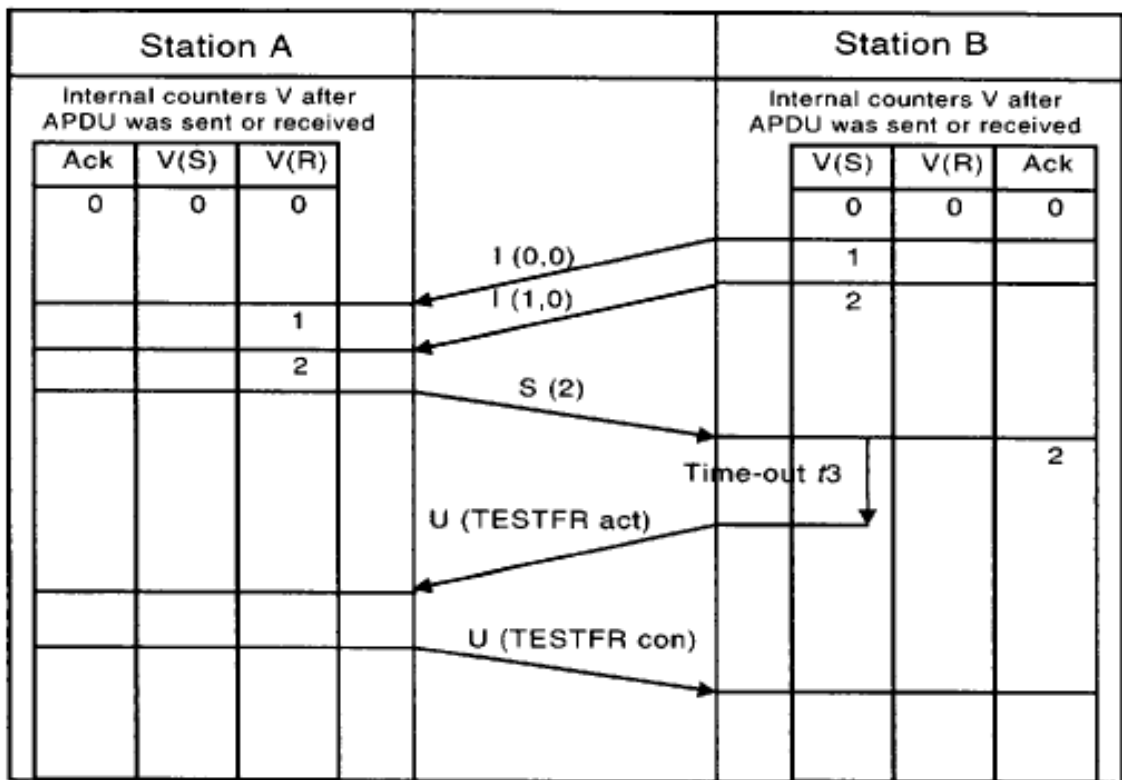 Station A
Station B
Internal counters V after
APDU was sent or received
Internal counters V after
APDU was sent or received
Ack V(S) V(R)
V(S) V(R) Ack
0 0 0
0 0 0
I (0,0)
1
I (1,0)
2
1
2
S (2)
2
Time-out t3
U (TESTFR act)
U (TESTFR con)